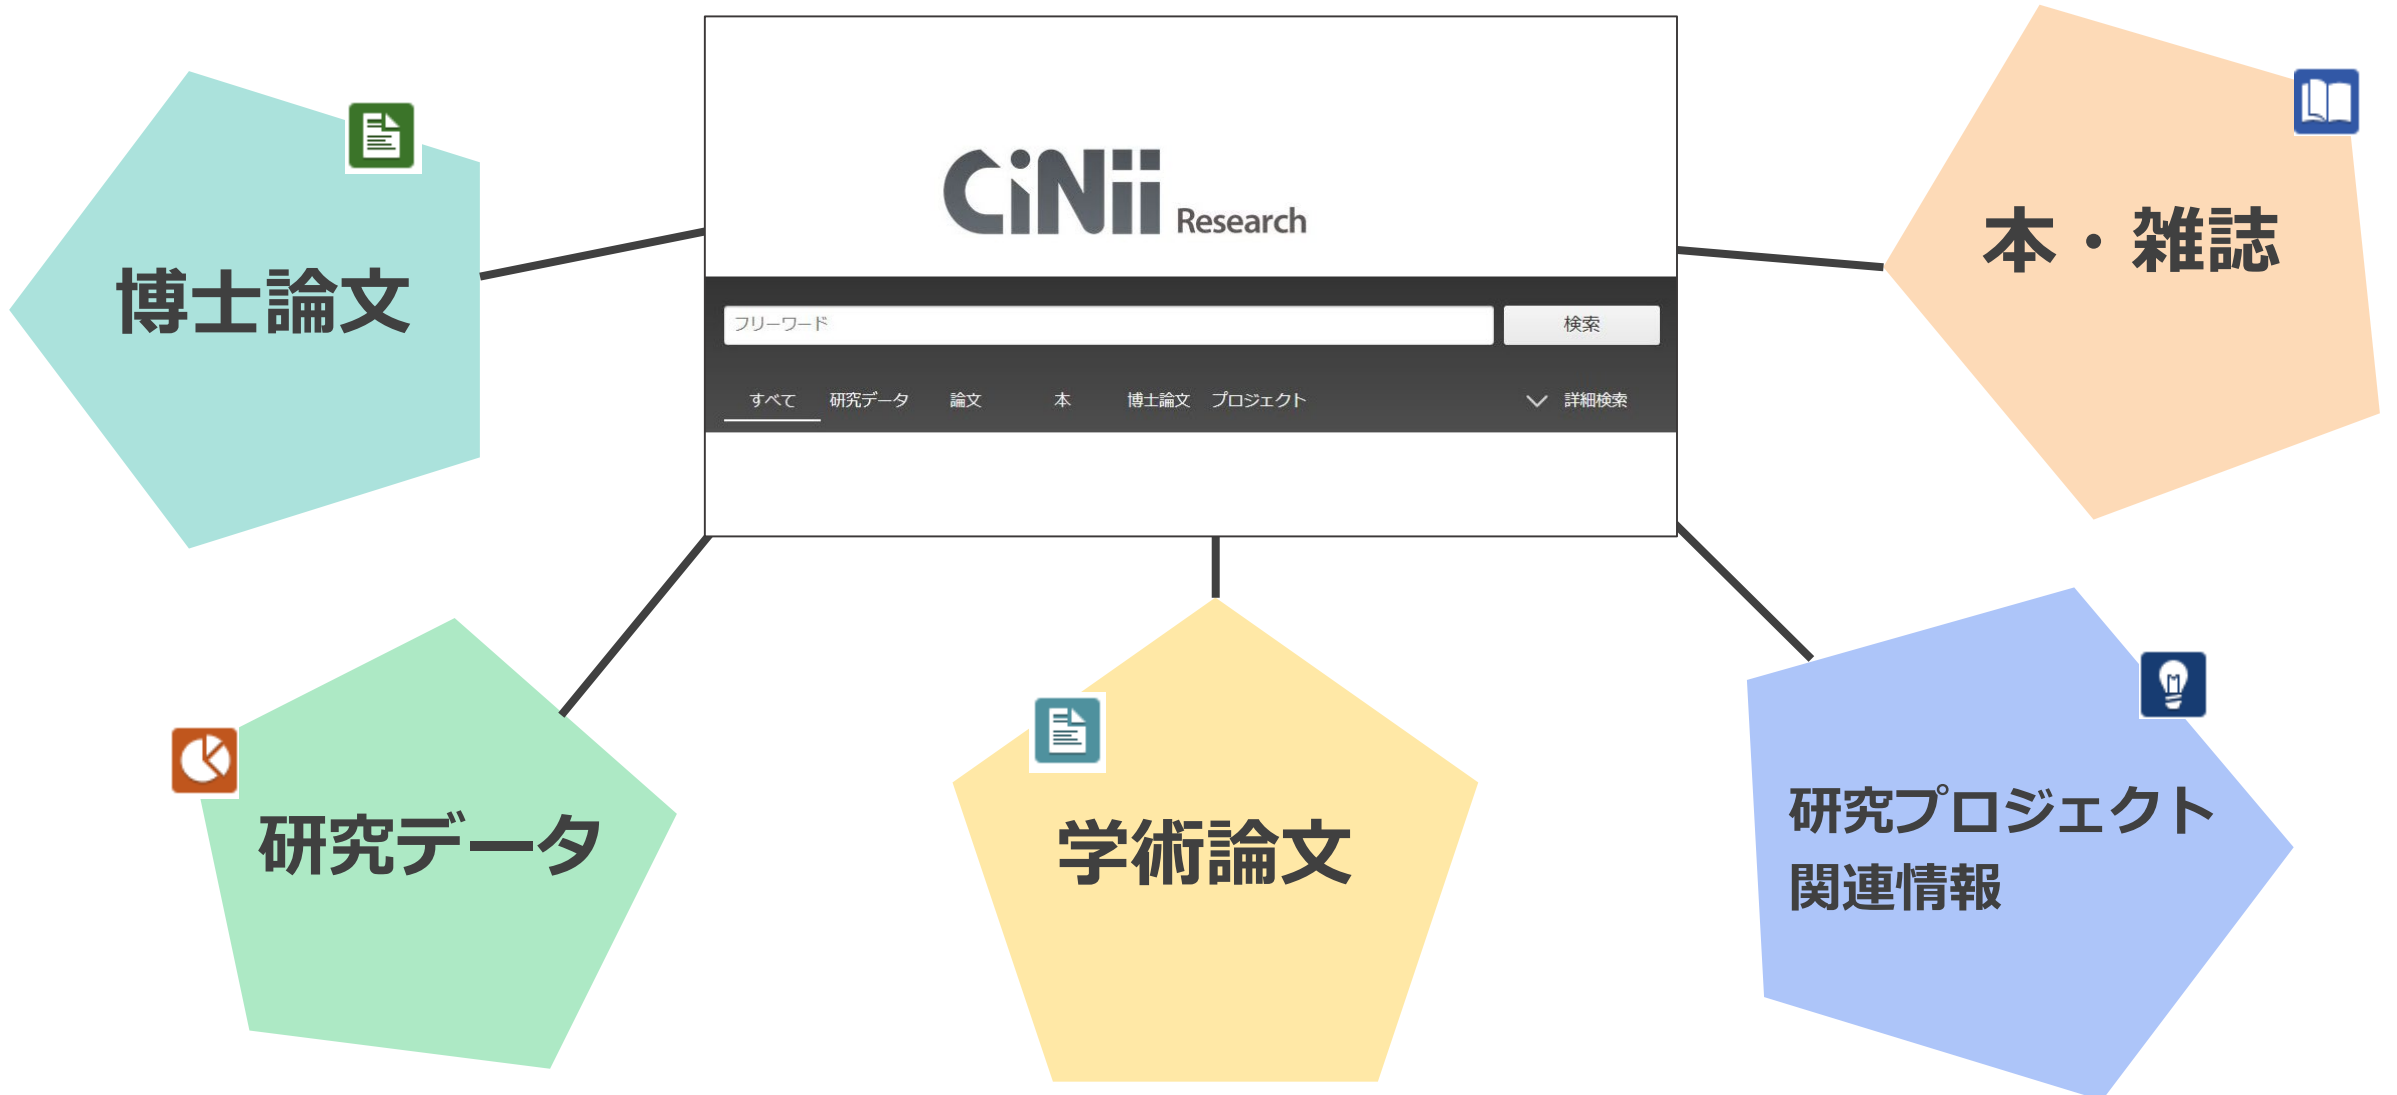 CiNii Research
フリーワード
検索
すべて 研究データ 論文 本 博士論文 プロジェクト 詳細検索
博士論文
本・雑誌
研究データ
学術論文
研究プロジェクト
関連情報